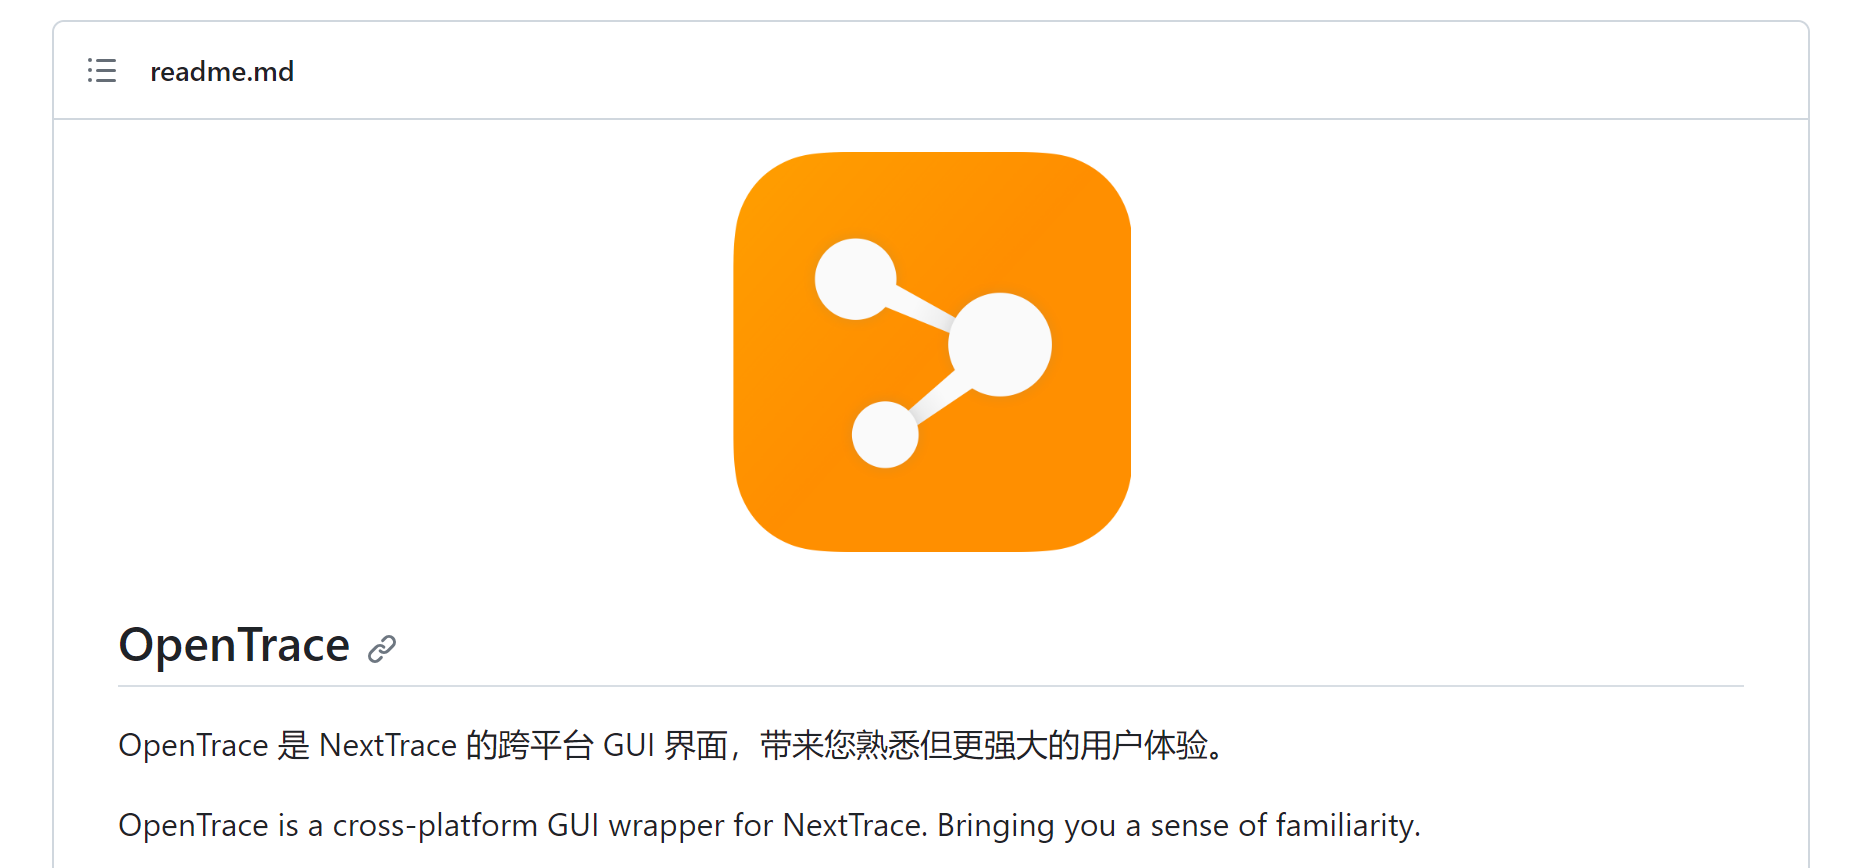 readme.md
OpenTrace
OpenTrace 是 NextTrace 的跨平台 GUI 界面，带来您熟悉但更强大的用户体验。
OpenTrace is a cross-platform GUI wrapper for NextTrace. Bringing you a sense of familiarity.